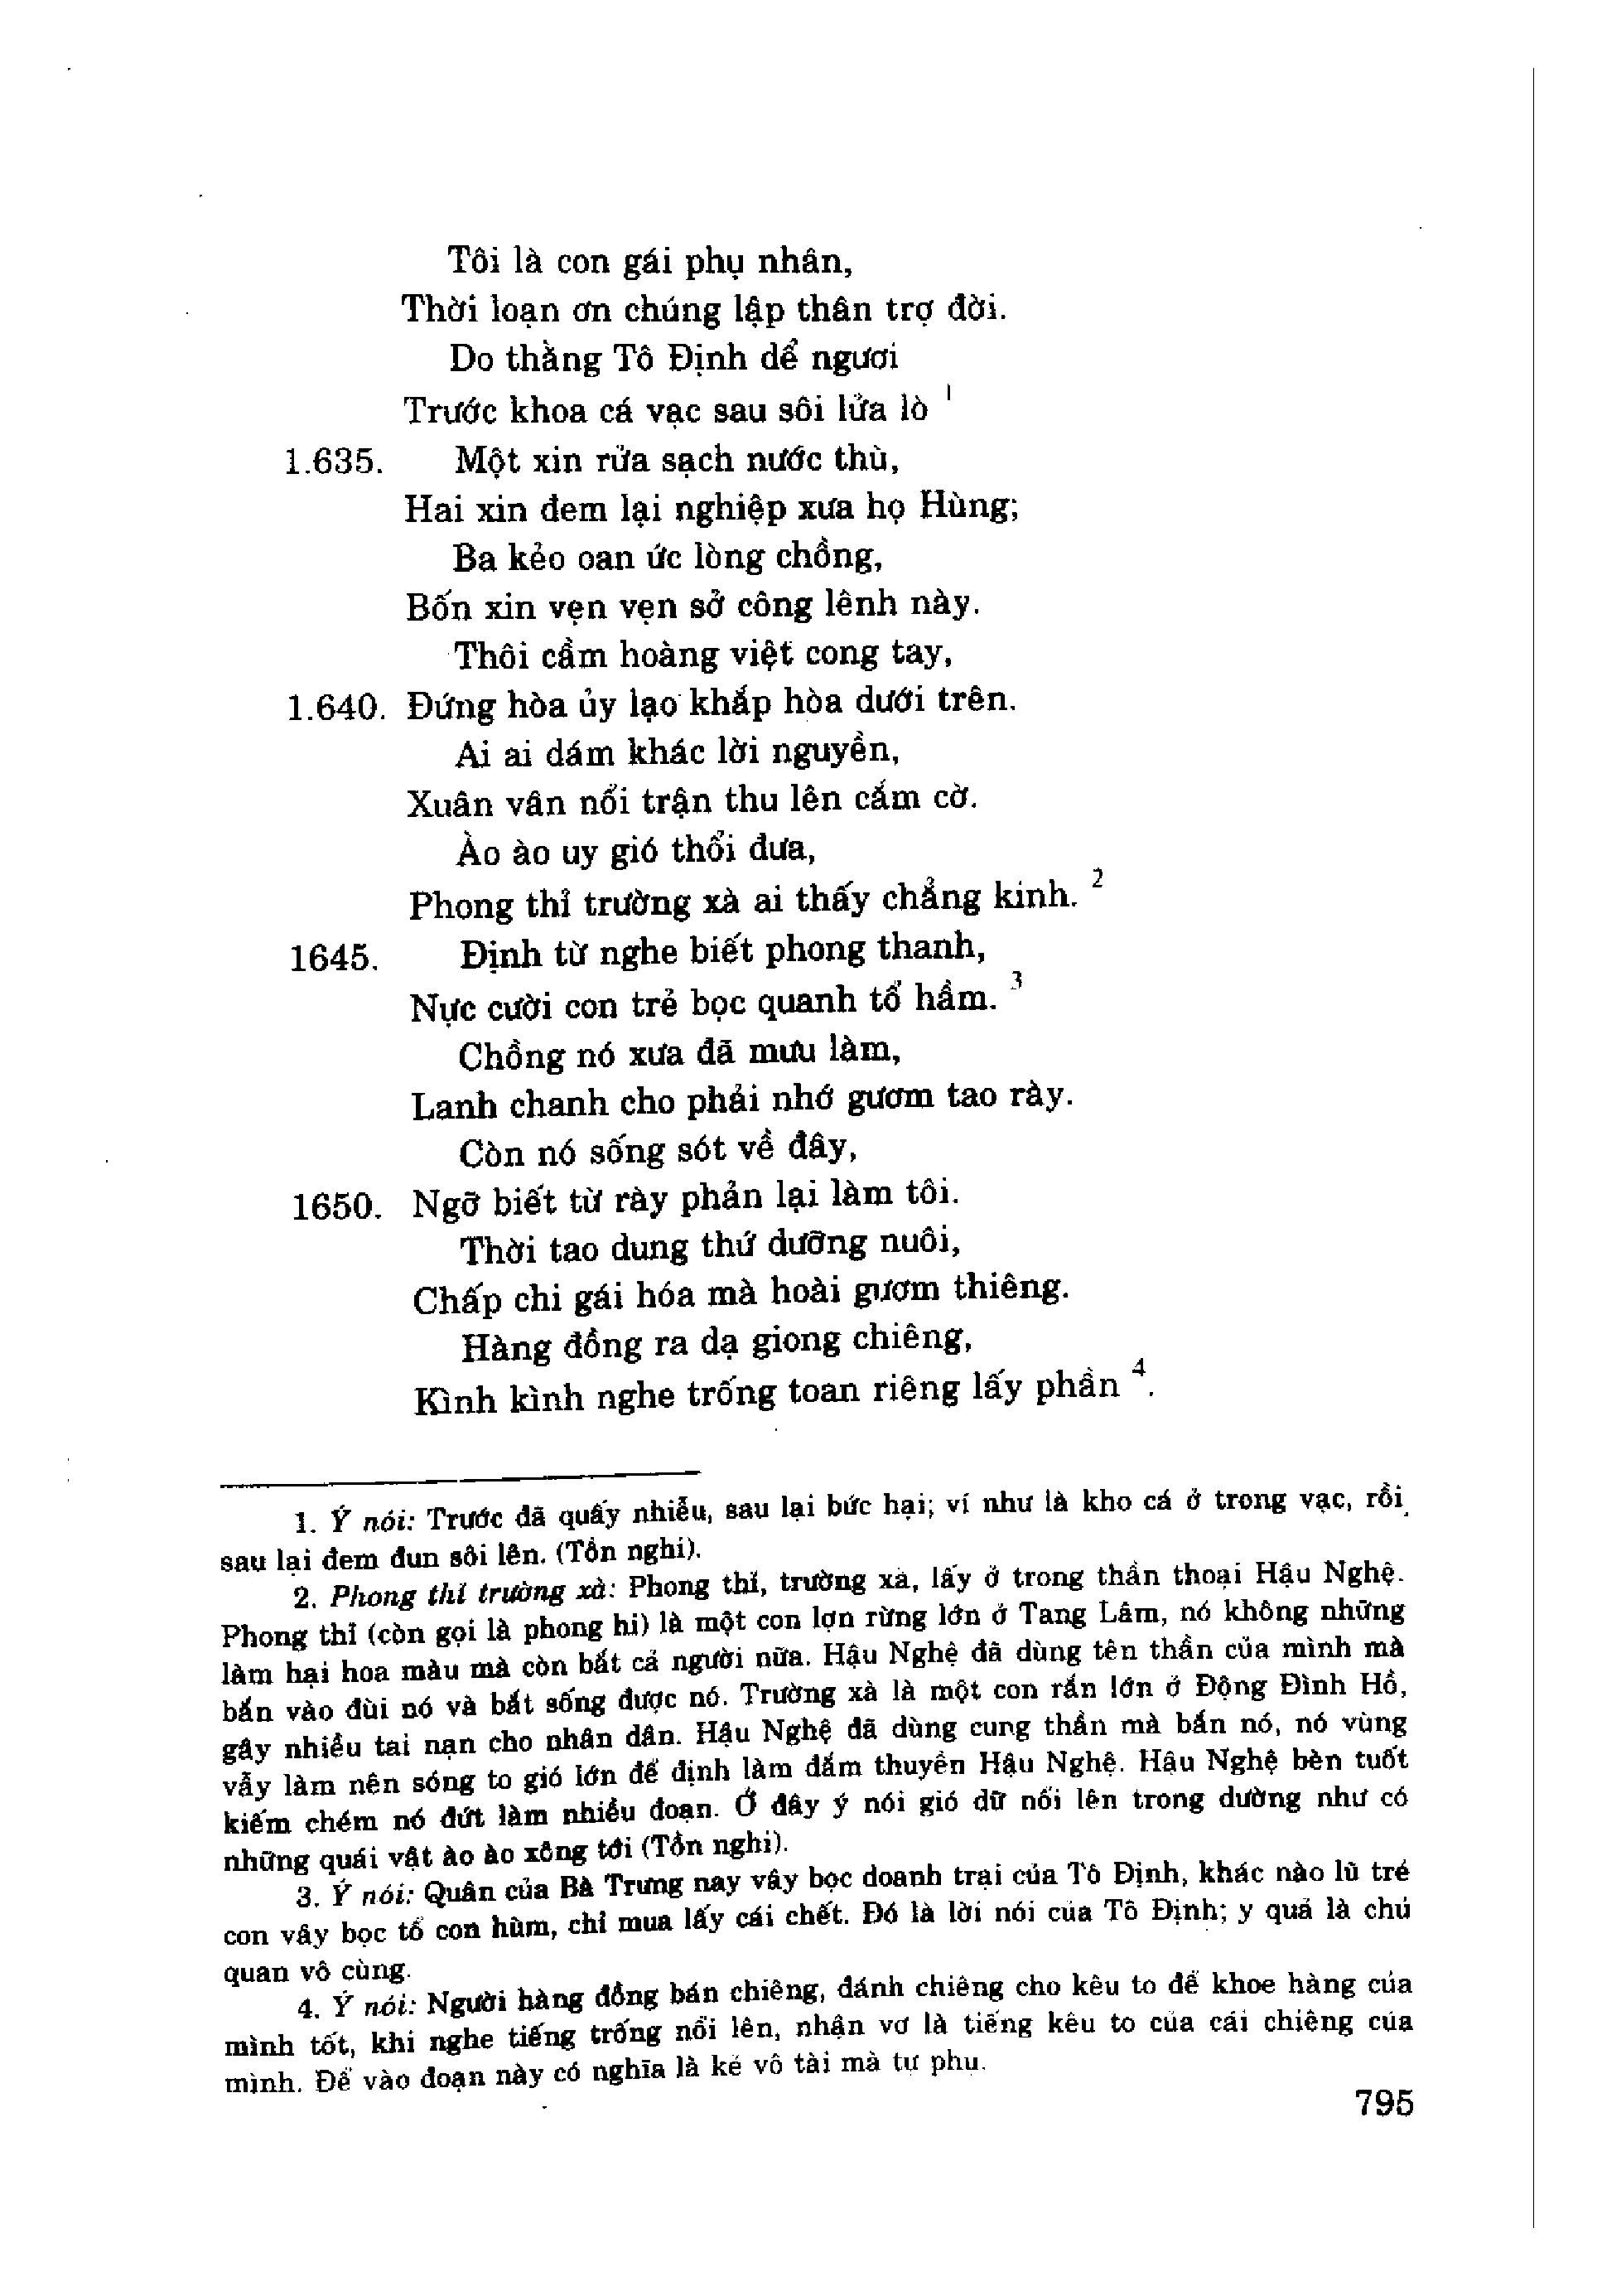 Tôi là con gái phụ nhân,
Thời loạn ơn chúng lập thân trợ đời.
Do thằng Tô Định dể ngươi
Trước khoa cá vạc sau sôi lửa lò 1
1.635. Một xin rửa sạch nước thù,
Hai xin đem lại nghiệp xưa họ Hùng;
Ba kẻo oan ức lòng chồng,
Bốn xin vẹn vẹn sở công lênh này.
Thôi cầm hoàng việt cong tay,
1.640. Đứng hòa ủy lạo khắp hòa dưới trên.
Ai ai dám khác lời nguyền,
Xuân vân nổi trận thu lên cắm cờ.
Ào ào uy gió thổi đưa,
Phong thỉ trường xà ai thấy chẳng kinh. 2
1645. Định từ nghe biết phong thanh,
Nực cười con trẻ bọc quanh tổ hầm. 3
Chồng nó xưa đã mưu làm,
Lanh chanh cho phải nhớ gươm tao rày.
Còn nó sống sót về đây,
1650. Ngỡ biết từ rày phản lại làm tôi.
Thời tao dung thứ dưỡng nuôi,
Chấp chi gái hóa mà hoài gươm thiêng.
Hàng đồng ra dạ giong chiêng,
Kình kình nghe trống toan riêng lấy phần 4.
1. Ý nói: Trước đã quấy nhiễu, sau lại bức hại; ví như là kho cá ở trong vạc, rồi
sau lại đem đun sôi lên. (Tồn nghi).
2. Phong thỉ trường xà: Phong thỉ, trường xà, lấy ở trong thần thoại Hậu Nghệ.
Phong thỉ (còn gọi là phong hi) là một con lợn rừng lớn ở Tang Lâm, nó không những
làm hại hoa màu mà còn bắt cả người nữa. Hậu Nghệ đã dùng tên thần của mình mà
bắn vào đùi nó và bắt sống được nó. Trường xà là một con rắn lớn ở Động Đình Hồ,
gây nhiều tai nạn cho nhân dân. Hậu Nghệ đã dùng cung thần mà bắn nó, nó vùng
vẫy làm nên sóng to gió lớn để định làm đắm thuyền Hậu Nghệ. Hậu Nghệ bèn tuốt
kiếm chém nó đứt làm nhiều đoạn. Ở đây ý nói gió dữ nổi lên trong dường như có
những quái vật ào ào xông tới (Tồn nghi).
3. Ý nói: Quân của Bà Trưng nay vây bọc doanh trại của Tô Định, khác nào lũ trẻ
con vây bọc tổ con hùm, chỉ mua lấy cái chết. Đó là lời nói của Tô Định; y quả là chủ
quan vô cùng.
4. Ý nói: Người hàng đồng bán chiêng, đánh chiêng cho kêu to để khoe hàng của
mình tốt, khi nghe tiếng trống nổi lên, nhận vơ là tiếng kêu to của cái chiêng của
mình. Để vào đoạn này có nghĩa là kẻ vô tài mà tự phụ.
795